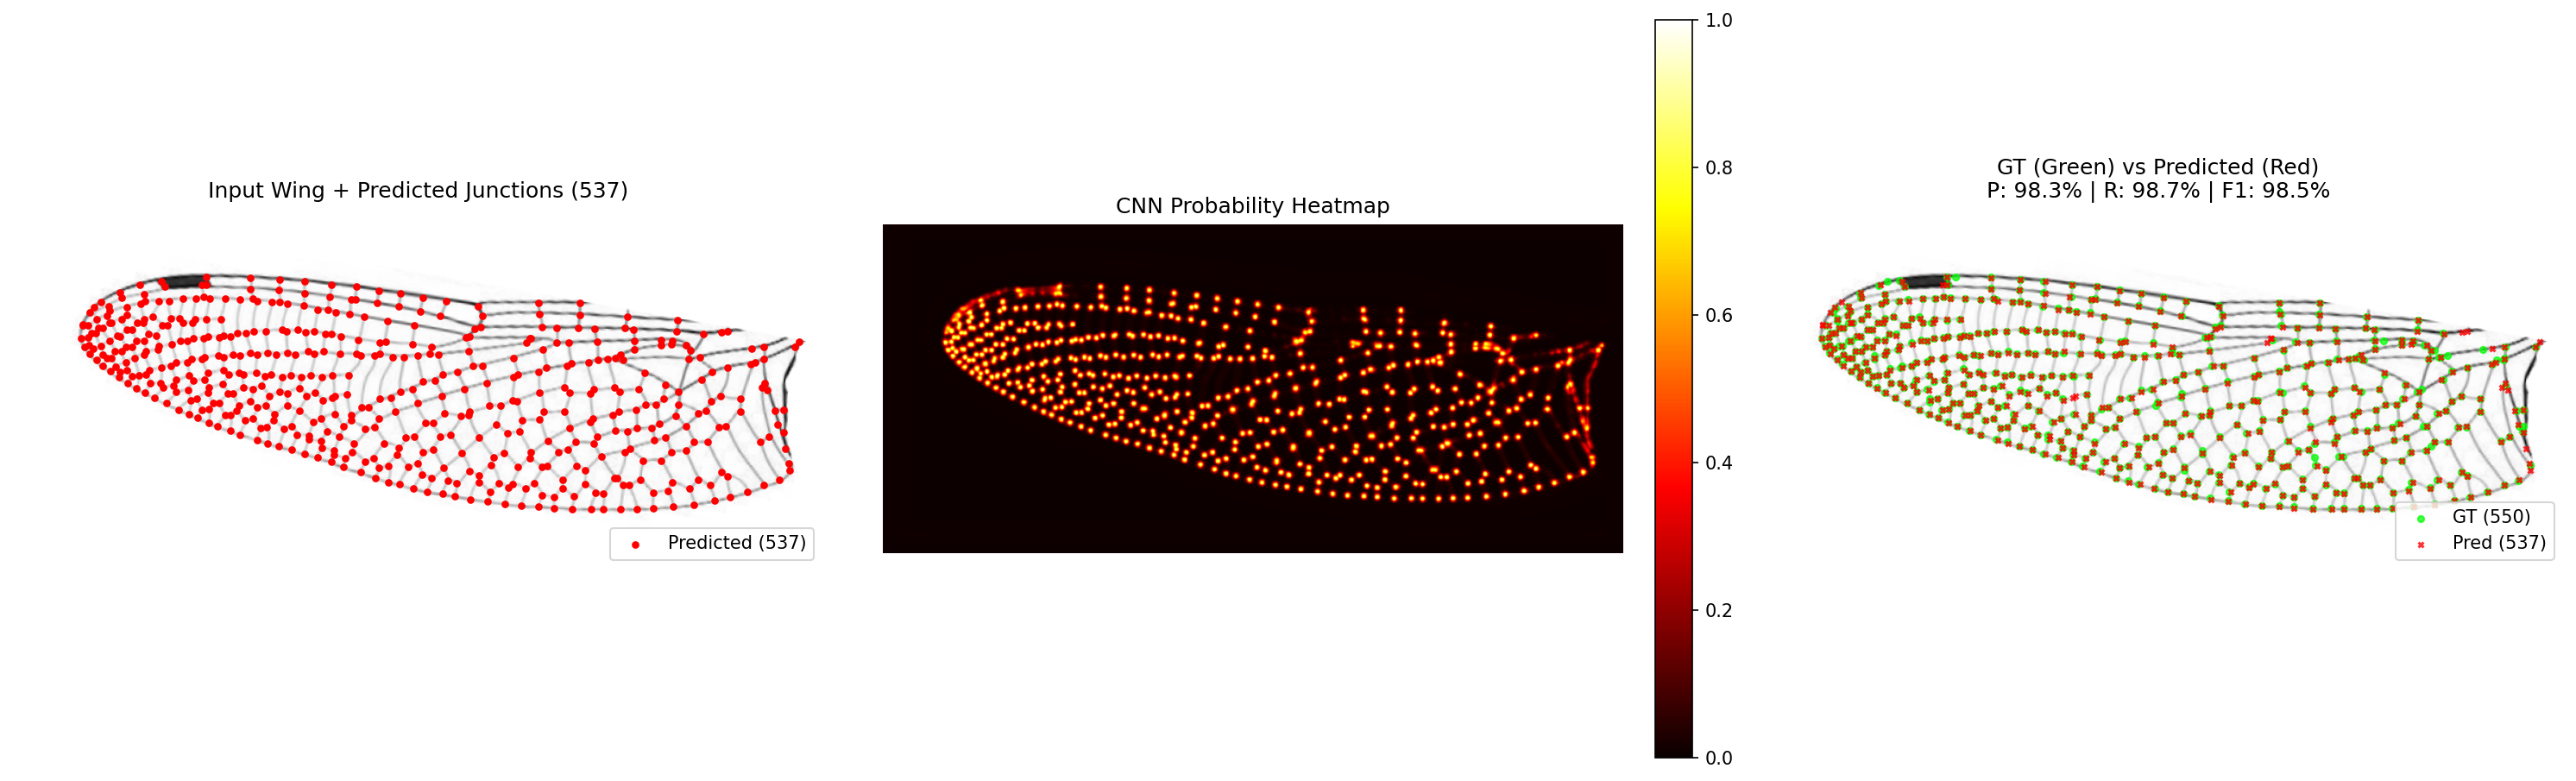 Input Wing + Predicted Junctions (537)
Predicted (537)
CNN Probability Heatmap
1.0
0.8
0.6
0.4
0.2
0.0
GT (Green) vs Predicted (Red)
P: 98.3% | R: 98.7% | F1: 98.5%
GT (550)
Pred (537)